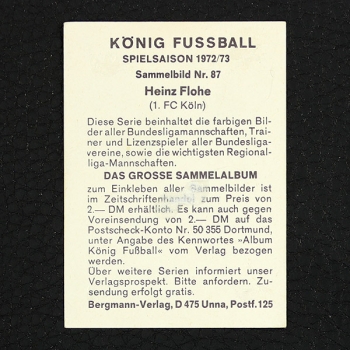 KÖNIG FUSSBALL
SPIELSAISON 1972/73
Sammelbild Nr. 87
Heinz Flohe
(1. FC Köln)
Diese Serie beinhaltet die farbigen Bil-
der aller Bundesligamannschaften, Trai-
ner und Lizenzspieler aller Bundesliga-
vereine, sowie die wichtigsten Regional-
liga-Mannschaften.
DAS GROSSE SAMMELALBUM
zum Einkleben aller Sammelbilder ist
im Zeitschriftenhandel zum Preis von
2.— DM erhältlich. Es kann auch gegen
Voreinsendung von 2.— DM auf das
Postscheck-Konto Nr. 50 355 Dortmund,
unter Angabe des Kennwortes »Album
König Fußball« vom Verlag bezogen
werden.
Über weitere Serien informiert unser
Verlagsprospekt. Bitte anfordern. Zu-
sendung erfolgt gratis.
Bergmann-Verlag, D 475 Unna, Postf. 125